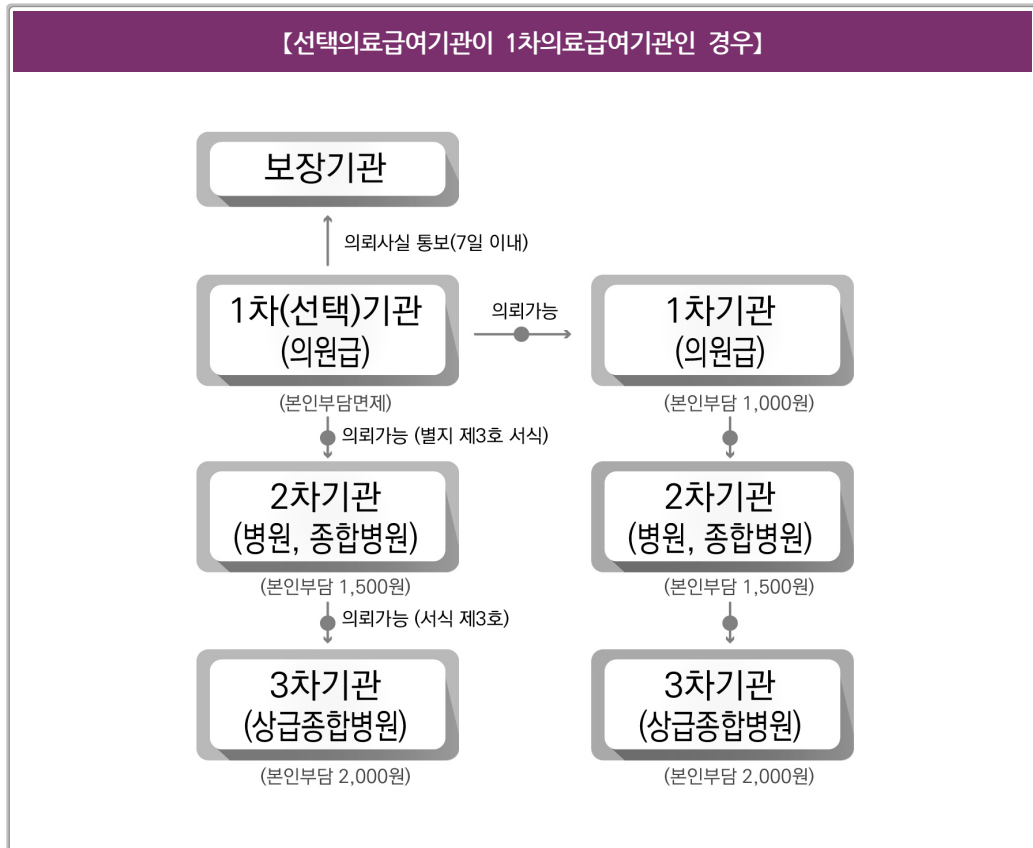 【선택의료급여기관이 1차의료급여기관인 경우】
보장기관
의뢰사실 통보(7일 이내)
1차(선택)기관
(의원급)
(본인부담면제)
의뢰가능
1차기관
(의원급)
(본인부담 1,000원)
의뢰가능 (별지 제3호 서식)
2차기관
(병원, 종합병원)
(본인부담 1,500원)
2차기관
(병원, 종합병원)
(본인부담 1,500원)
의뢰가능 (서식 제3호)
3차기관
(상급종합병원)
(본인부담 2,000원)
3차기관
(상급종합병원)
(본인부담 2,000원)